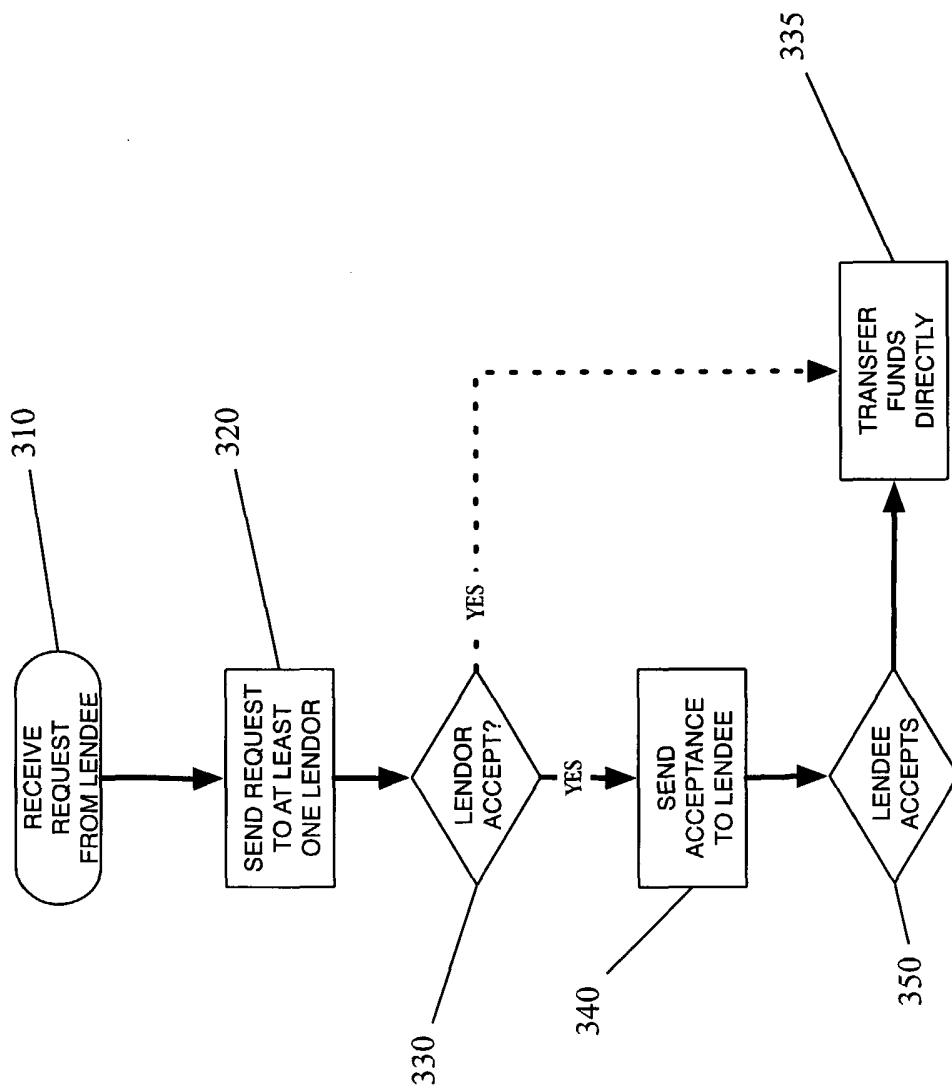 310
RECEIVE
REQUEST
FROM LENDEE
320
SEND REQUEST
TO AT LEAST
ONE LENDOR
LENDOR
ACCEPT?
330
YES
YES
340
SEND
ACCEPTANCE
TO LENDEE
335
TRANSFER
FUNDS
DIRECTLY
LENDEE
ACCEPTS
350